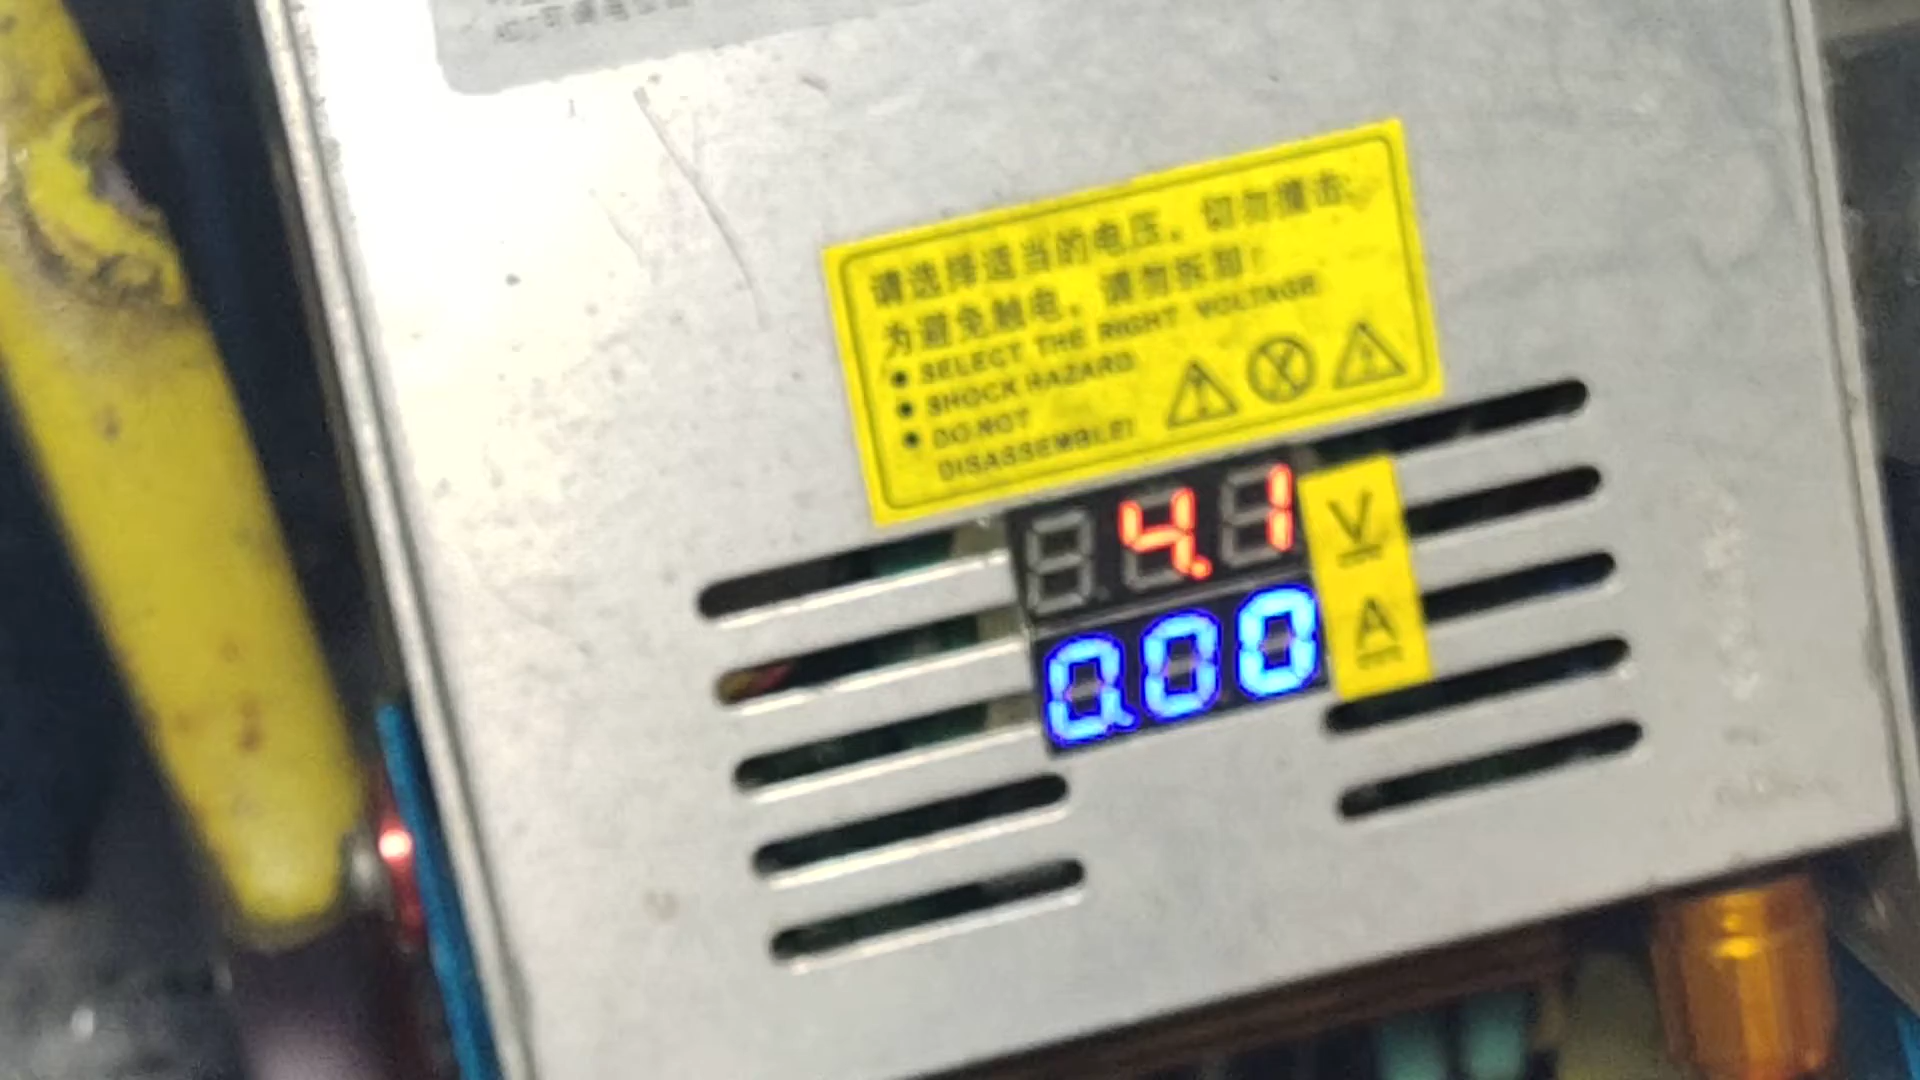 请选择适当的电压，切勿撞击;
为避免触电，请勿拆卸!
● SELECT THE RIGHT VOLTAGE
● SHOCK HAZARD
● DO NOT
DISASSEMBLE!
4.1 V
0.00 A